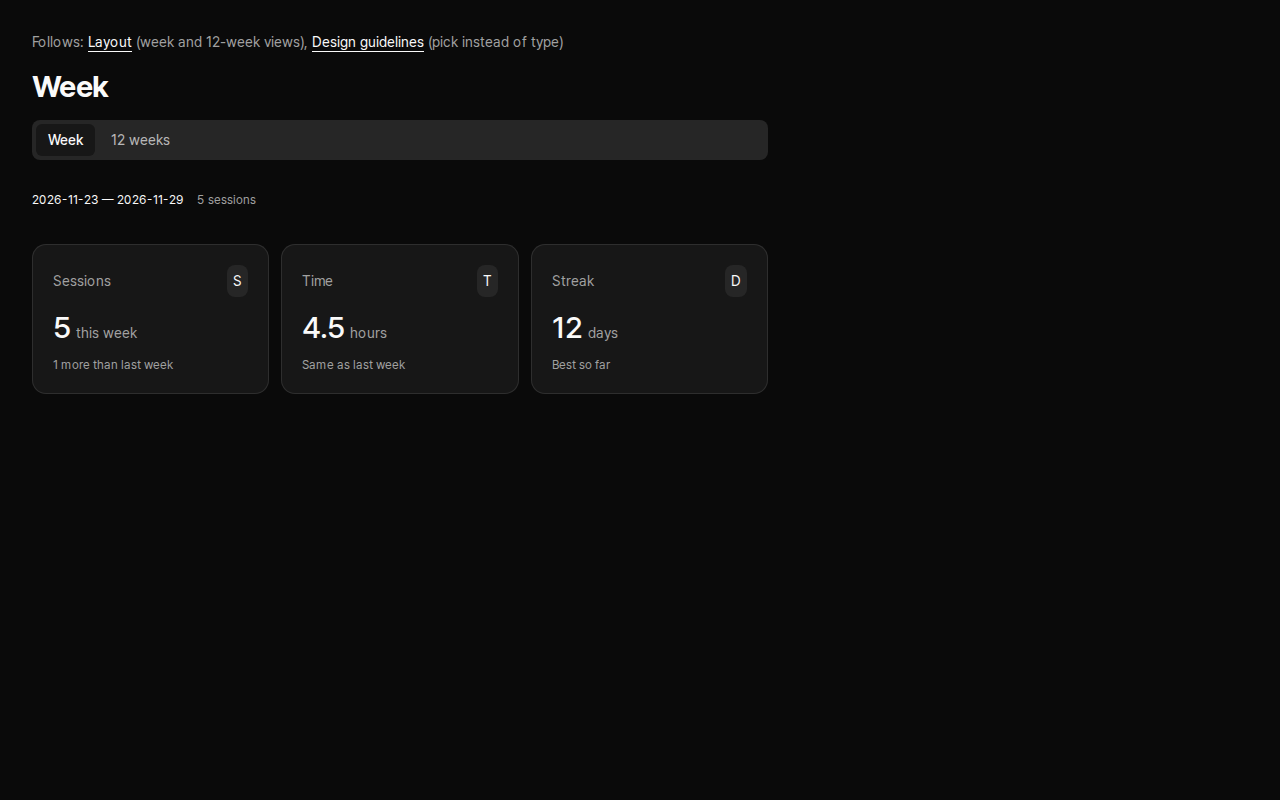 Follows: Layout (week and 12-week views), Design guidelines (pick instead of type)
Week
Week 12 weeks
2026-11-23 — 2026-11-29 5 sessions
Sessions S
5 this week
1 more than last week
Time T
4.5 hours
Same as last week
Streak D
12 days
Best so far